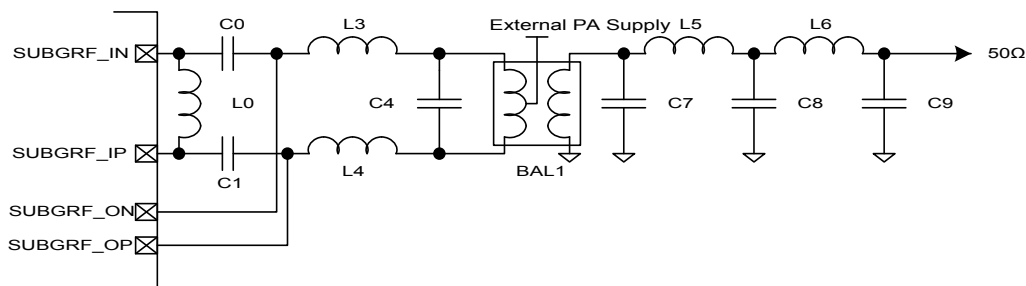 C0
L3
External PA Supply
L5
L6
SUBGRF_IN
50Ω
L0
C4
C7
C8
C9
SUBGRF_IP
C1
L4
BAL1
SUBGRF_ON
SUBGRF_OP